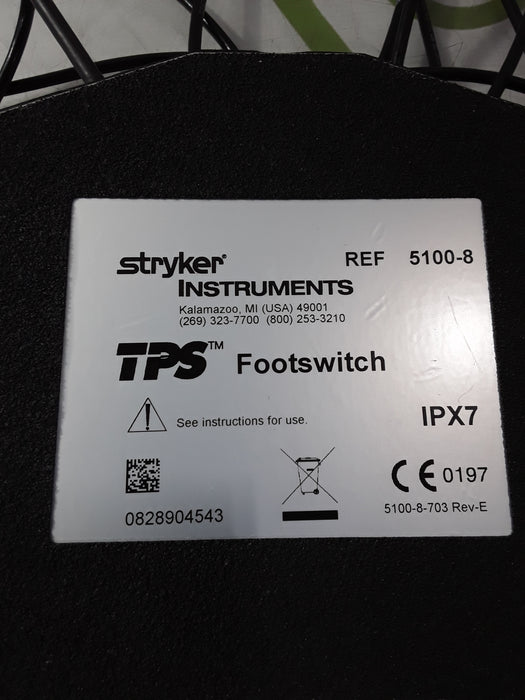 stryker® REF 5100-8
INSTRUMENTS
Kalamazoo, MI (USA) 49001
(269) 323-7700 (800) 253-3210
TPS™ Footswitch
See instructions for use.
IPX7
CE 0197
0828904543
5100-8-703 Rev-E